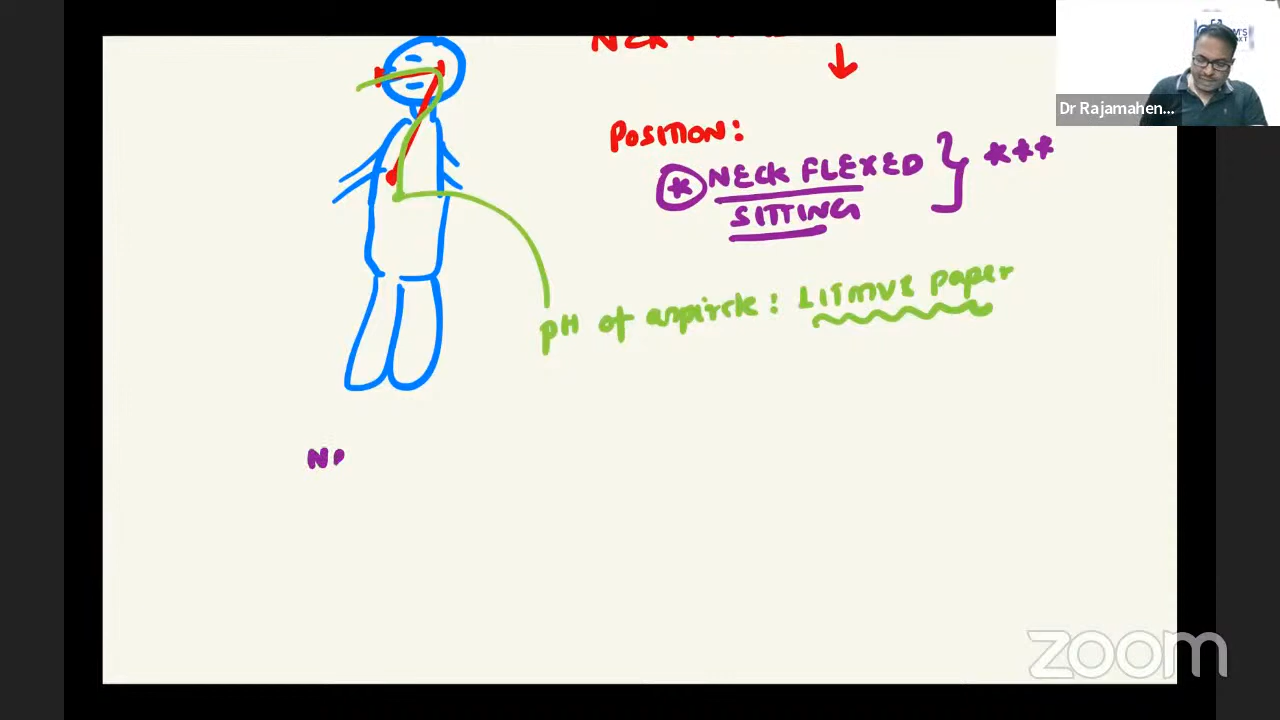 POSITION:
* NECK FLEXED } ***
SITTING
pH of aspirate: LITMUS paper
Dr Rajamahen...
zoom